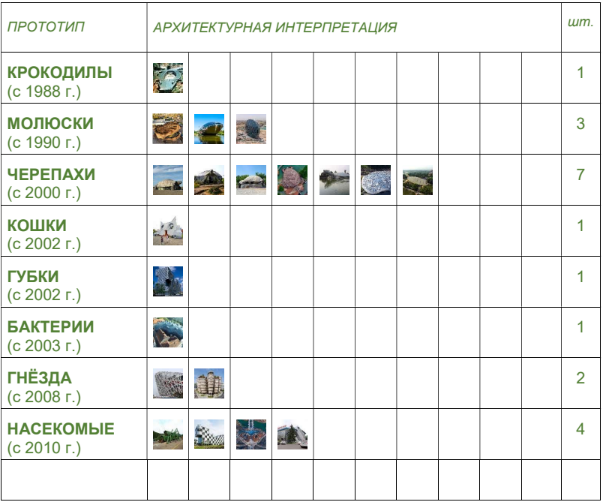 ПРОТОТИП АРХИТЕКТУРНАЯ ИНТЕРПРЕТАЦИЯ шт.
КРОКОДИЛЫ 1
(с 1988 г.)
МОЛЮСКИ 3
(с 1990 г.)
ЧЕРЕПАХИ 7
(с 2000 г.)
КОШКИ 1
(с 2002 г.)
ГУБКИ 1
(с 2002 г.)
БАКТЕРИИ 1
(с 2003 г.)
ГНЁЗДА 2
(с 2008 г.)
НАСЕКОМЫЕ 4
(с 2010 г.)